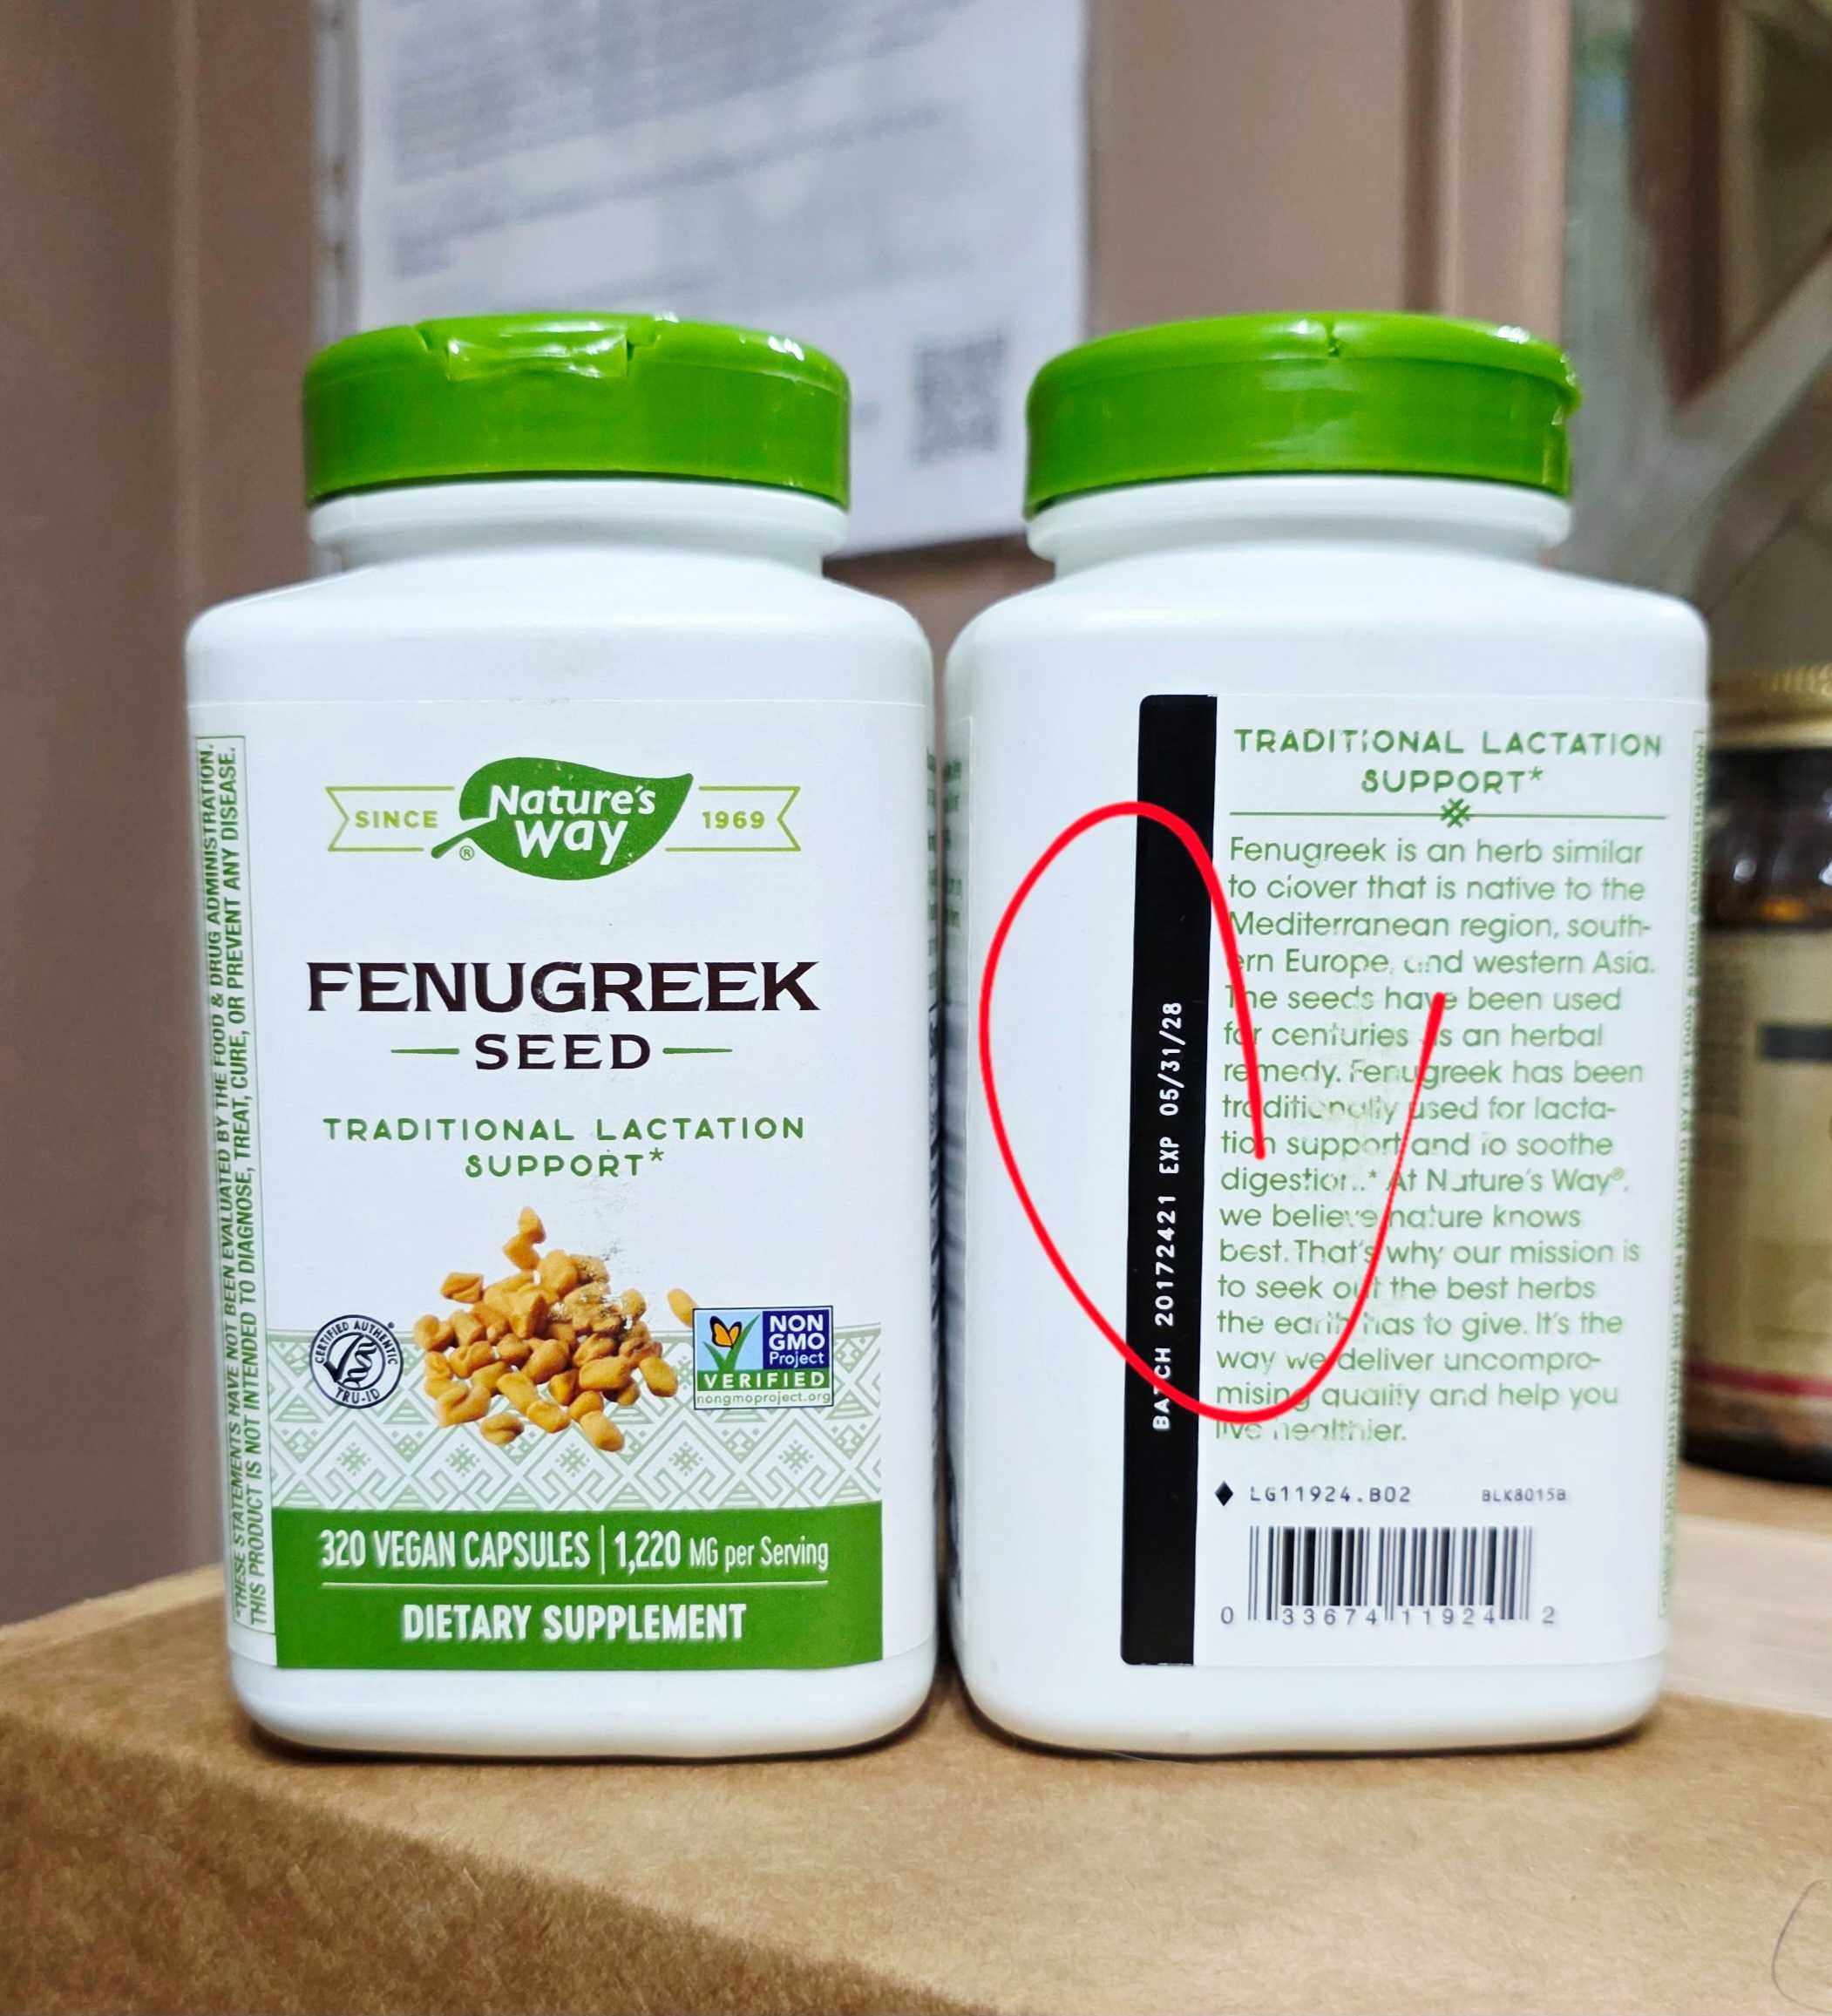 SINCE
Nature's
way
®
1969
FENUGREEK
SEED
TRADITIONAL LACTATION
SUPPORT*
CERTIFIED AUTHENTIC
TRU-ID
NON
GMO
Project
VERIFIED
nongmoproject.org
320 VEGAN CAPSULES | 1,220 MG per Serving
DIETARY SUPPLEMENT
*THESE STATEMENTS HAVE NOT BEEN EVALUATED BY THE FOOD & DRUG ADMINISTRATION.
THIS PRODUCT IS NOT INTENDED TO DIAGNOSE, TREAT, CURE, OR PREVENT ANY DISEASE.
BATCH 20172421 EXP 05/31/28
TRADITIONAL LACTATION
SUPPORT*
Fenugreek is an herb similar
to clover that is native to the
Mediterranean region, south-
ern Europe, and western Asia.
The seeds have been used
for centuries as an herbal
remedy. Fenugreek has been
traditionally used for lacta-
tion support and to soothe
digestion.* At Nature's Way®,
we believe nature knows
best. That's why our mission is
to seek out the best herbs
the earth has to give. It's the
way we deliver uncompro-
mising quality and help you
live healthier.
LG11924.B02 BLK8015B
0 33674 11924 2